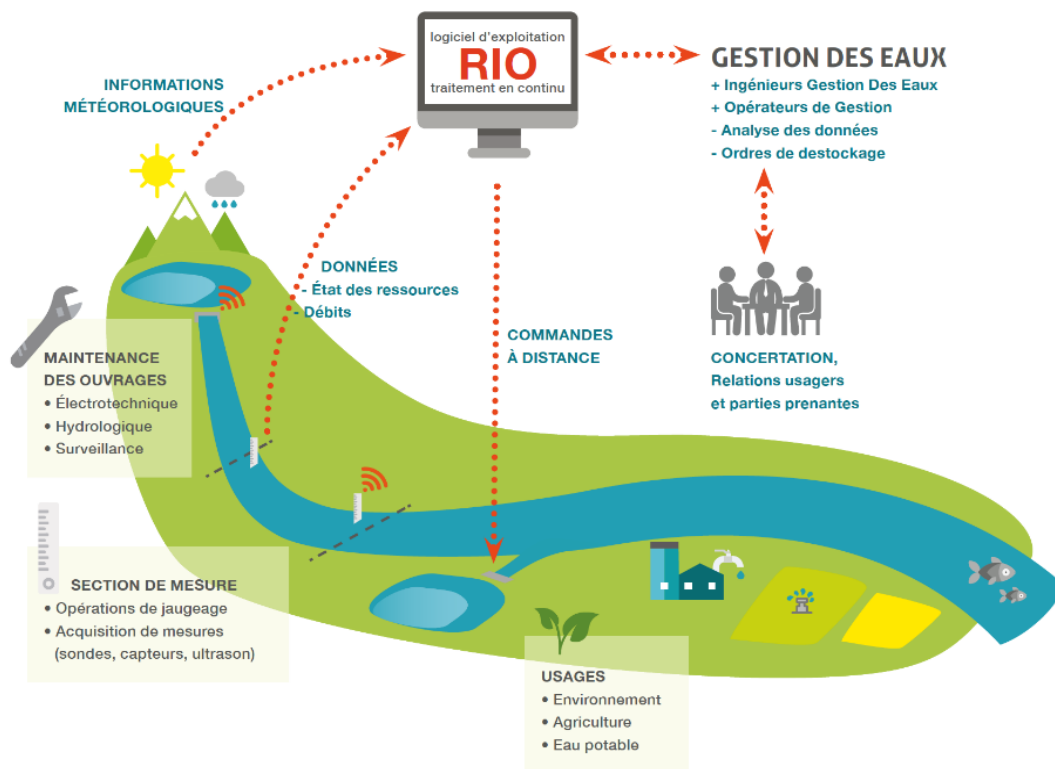 logiciel d'exploitation
RIO
traitement en continu
GESTION DES EAUX
+ Ingénieurs Gestion Des Eaux
+ Opérateurs de Gestion
- Analyse des données
- Ordres de destockage
INFORMATIONS
MÉTÉOROLOGIQUES
DONNÉES
- État des ressources
- Débits
COMMANDES
À DISTANCE
CONCERTATION,
Relations usagers
et parties prenantes
MAINTENANCE
DES OUVRAGES
• Électrotechnique
• Hydrologique
• Surveillance
SECTION DE MESURE
• Opérations de jaugeage
• Acquisition de mesures
(sondes, capteurs, ultrason)
USAGES
• Environnement
• Agriculture
• Eau potable